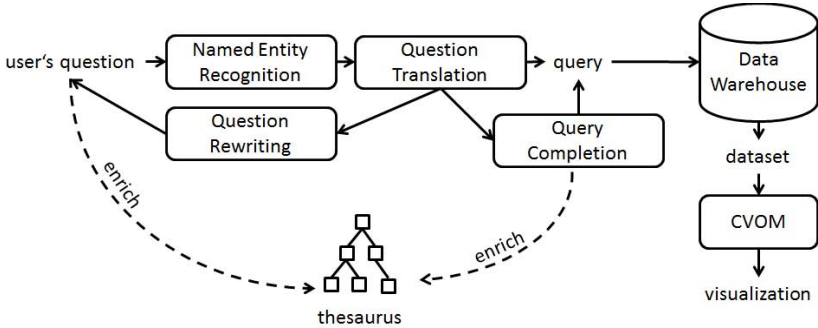 user's question
Named Entity
Recognition
Question
Translation
query
Data
Warehouse
Question
Rewriting
Query
Completion
dataset
enrich
enrich
CVOM
visualization
thesaurus